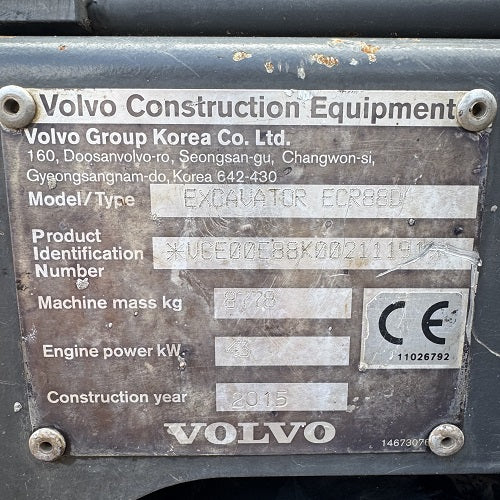 Volvo Construction Equipment
Volvo Group Korea Co. Ltd.
160, Doosanvolvo-ro, Seongsan-gu, Changwon-si,
Gyeongsangnam-do, Korea 642-430
Model/Type EXCAVATOR ECR88D
Product
Identification
Number
Machine mass kg 8778
Engine power kW 43
Construction year 2015
CE
11026792
VOLVO